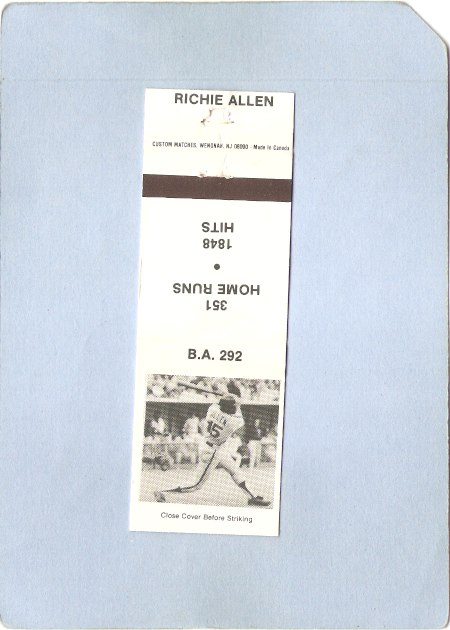 RICHIE ALLEN
CUSTOM MATCHES, WENONAH, NJ 08090 - Made in Canada
HITS
1848
•
HOME RUNS
351
B.A. 292
ALLEN
15
Close Cover Before Striking